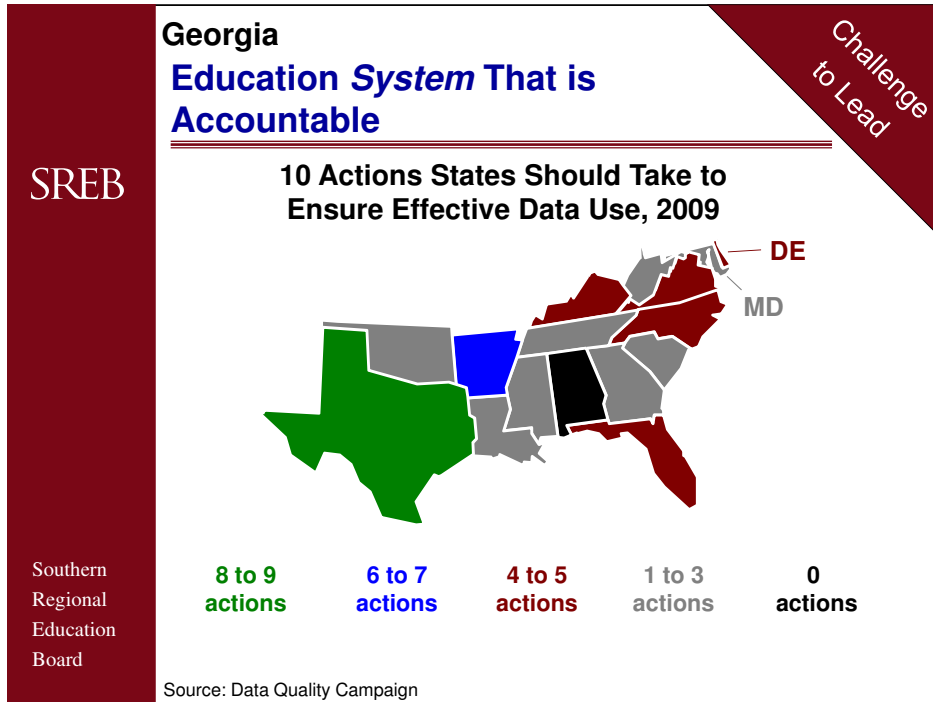 Georgia
Education System That is
Accountable
Challenge
to Lead
SREB
10 Actions States Should Take to
Ensure Effective Data Use, 2009
DE
MD
8 to 9
actions
6 to 7
actions
4 to 5
actions
1 to 3
actions
0
actions
Southern
Regional
Education
Board
Source: Data Quality Campaign